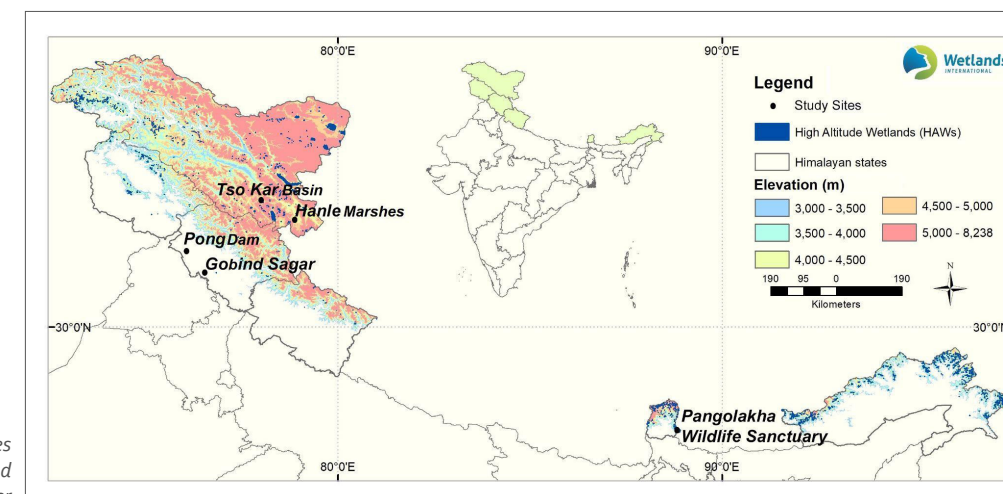 80°0'E
90°0'E
Wetlands
INTERNATIONAL
Legend
Study Sites
High Altitude Wetlands (HAWs)
Himalayan states
Elevation (m)
3,000 - 3,500
4,500 - 5,000
3,500 - 4,000
5,000 - 8,238
4,000 - 4,500
N
190 95 0 190
Kilometers
Tso Kar Basin
Hanle Marshes
Pong Dam
Gobind Sagar
30°0'N
30°0'N
Pangolakha
Wildlife Sanctuary
80°0'E
90°0'E
es
d